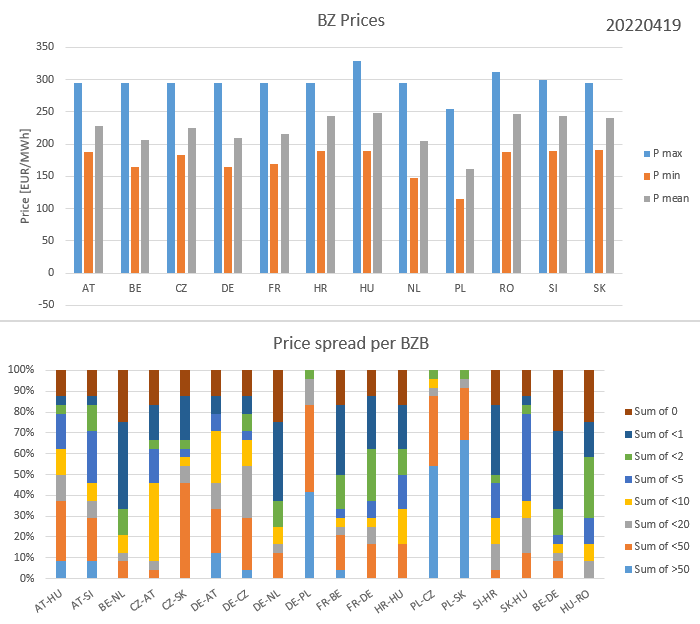 BZ Prices
20220419
350
300
250
200
150
100
50
0
-50
Price [EUR/MWh]
AT BE CZ DE FR HR HU NL PL RO SI SK
P max
P min
P mean
Price spread per BZB
100%
90%
80%
70%
60%
50%
40%
30%
20%
10%
0%
AT-HU AT-SI BE-NL CZ-AT CZ-SK DE-AT DE-CZ DE-NL DE-PL FR-BE FR-DE HR-HU PL-CZ PL-SK SI-HR SK-HU BE-DE HU-RO
Sum of 0
Sum of <1
Sum of <2
Sum of <5
Sum of <10
Sum of <20
Sum of <50
Sum of >50